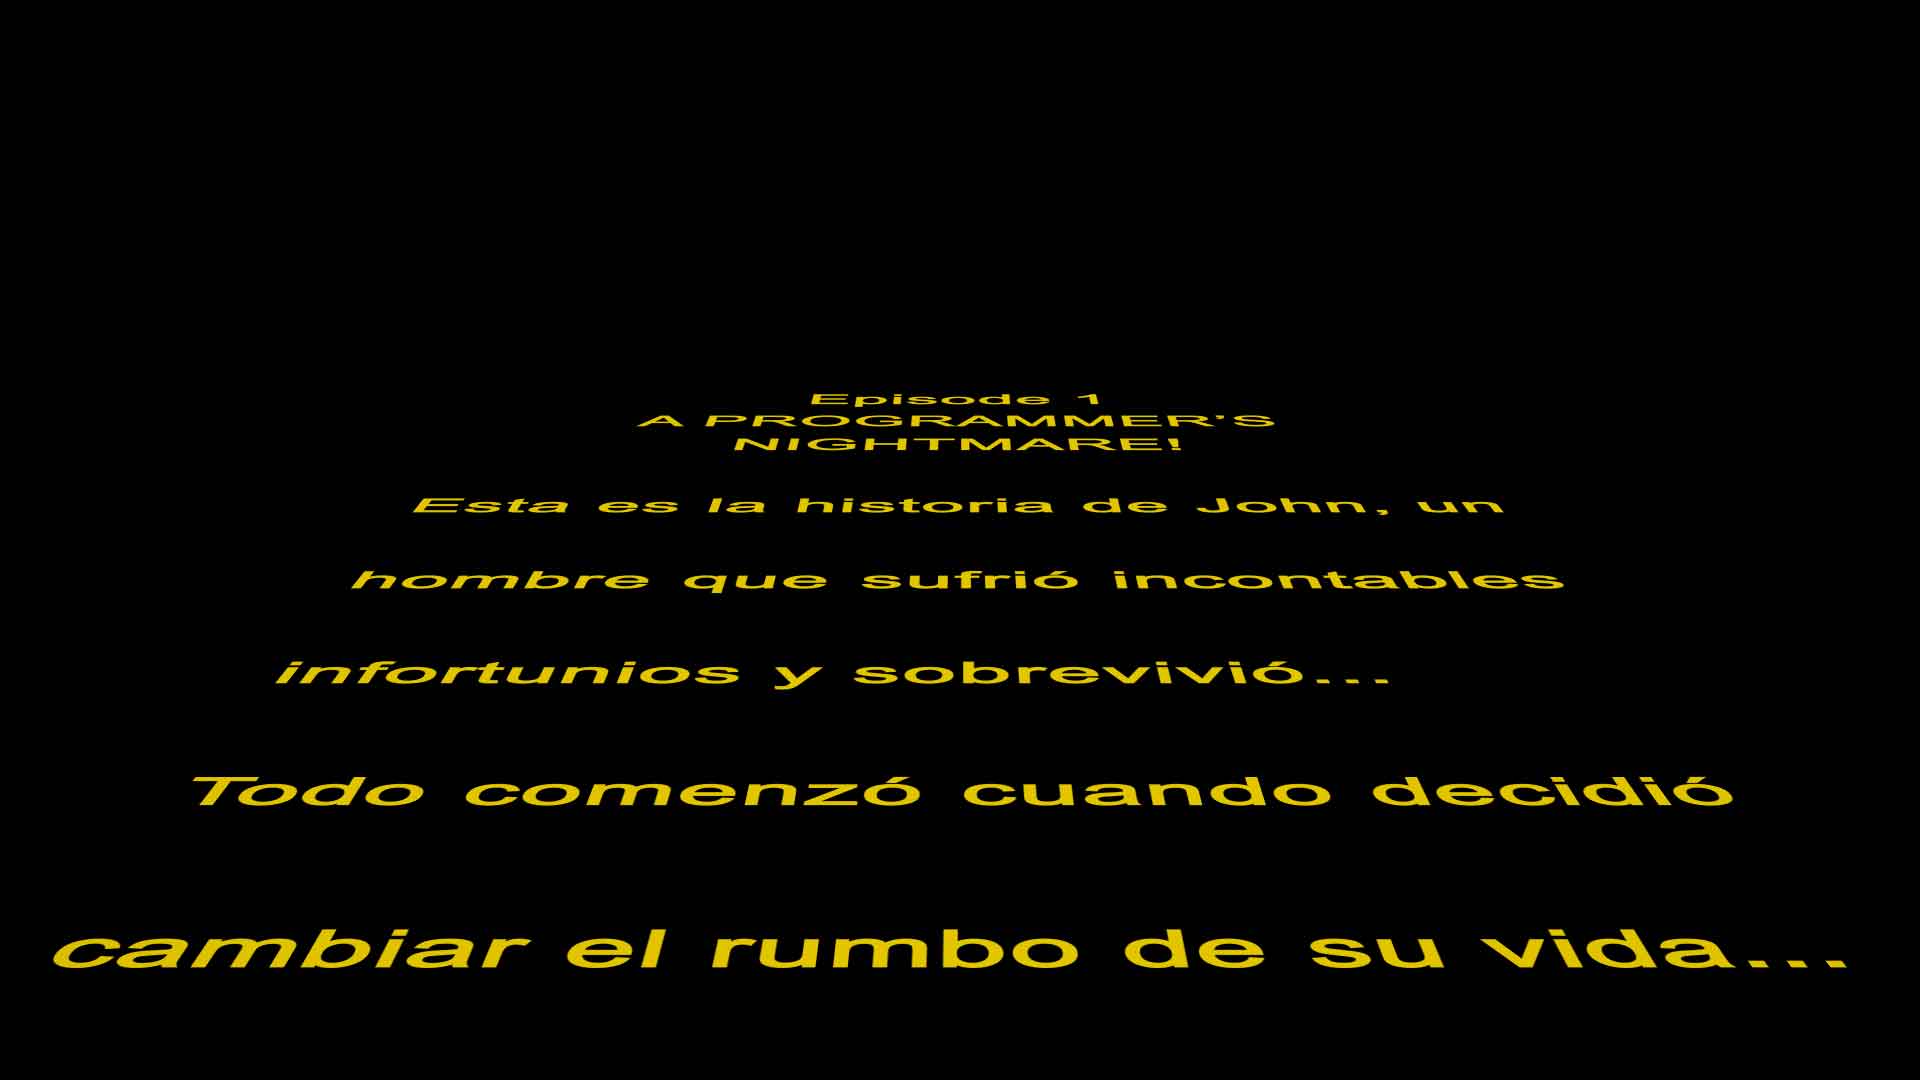 Episode 1
A PROGRAMMER'S
NIGHTMARE!
Esta es la historia de John, un
hombre que sufrió incontables
infortunios y sobrevivió...
Todo comenzó cuando decidió
cambiar el rumbo de su vida...